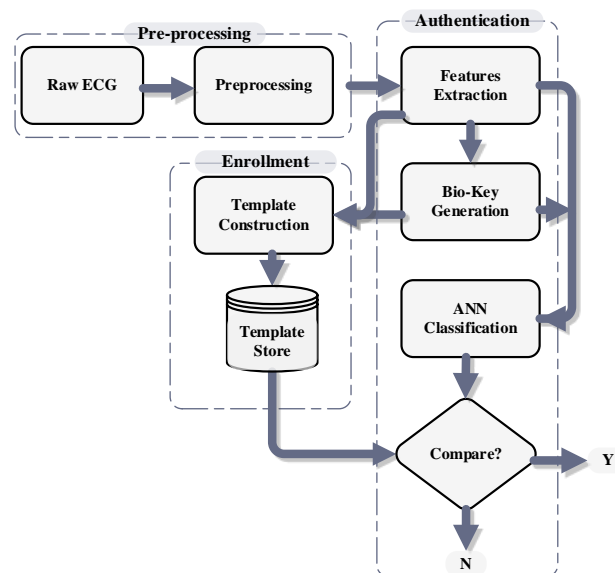 Authentication
Pre-processing
Raw ECG
Preprocessing
Features
Extraction
Enrollment
Template
Construction
Bio-Key
Generation
Template
Store
ANN
Classification
Compare?
Y
N